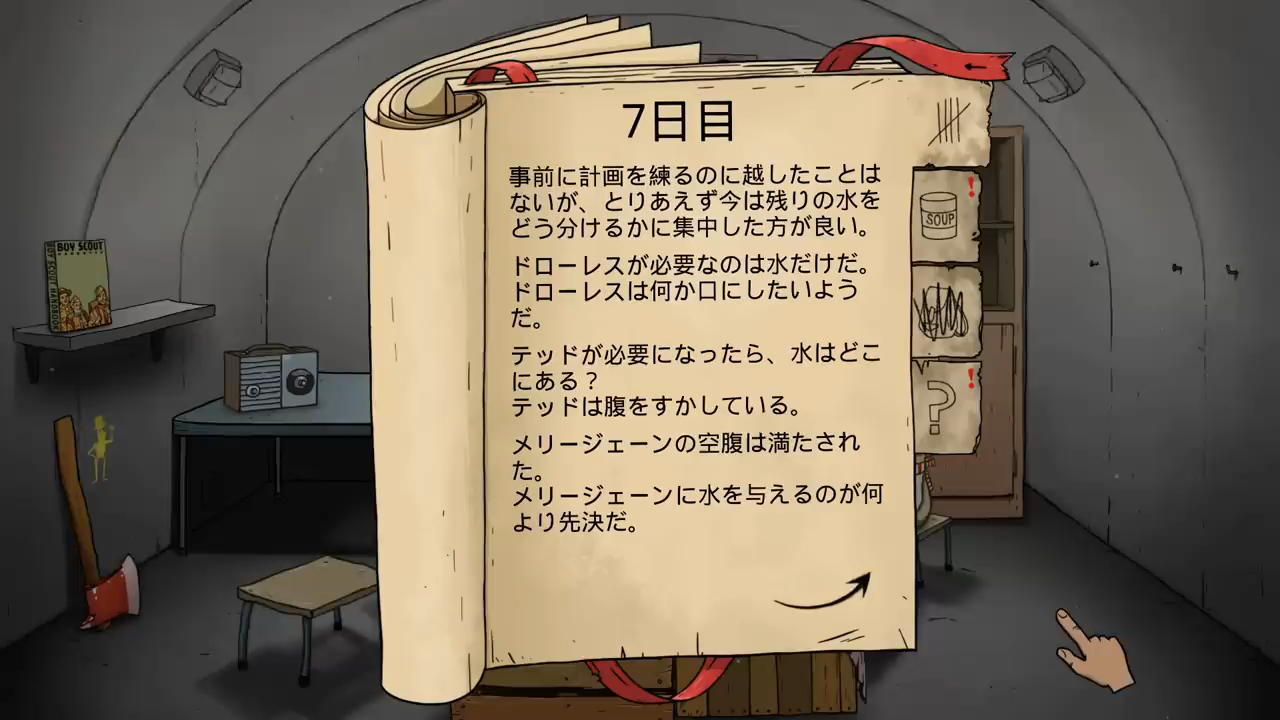 7日目
事前に計画を練るのに越したことは
ないが、とりあえず今は残りの水を
どう分けるかに集中した方が良い。
ドローレスが必要なのは水だけだ。
ドローレスは何か口にしたいよう
だ。
テッドが必要になったら、水はどこ
にある？
テッドは腹をすかしている。
メリージェーンの空腹は満たされ
た。
メリージェーンに水を与えるのが何
より先決だ。
SOUP
!
?
!
BOY SCOUT
BOY SCOUT HANDBOOK